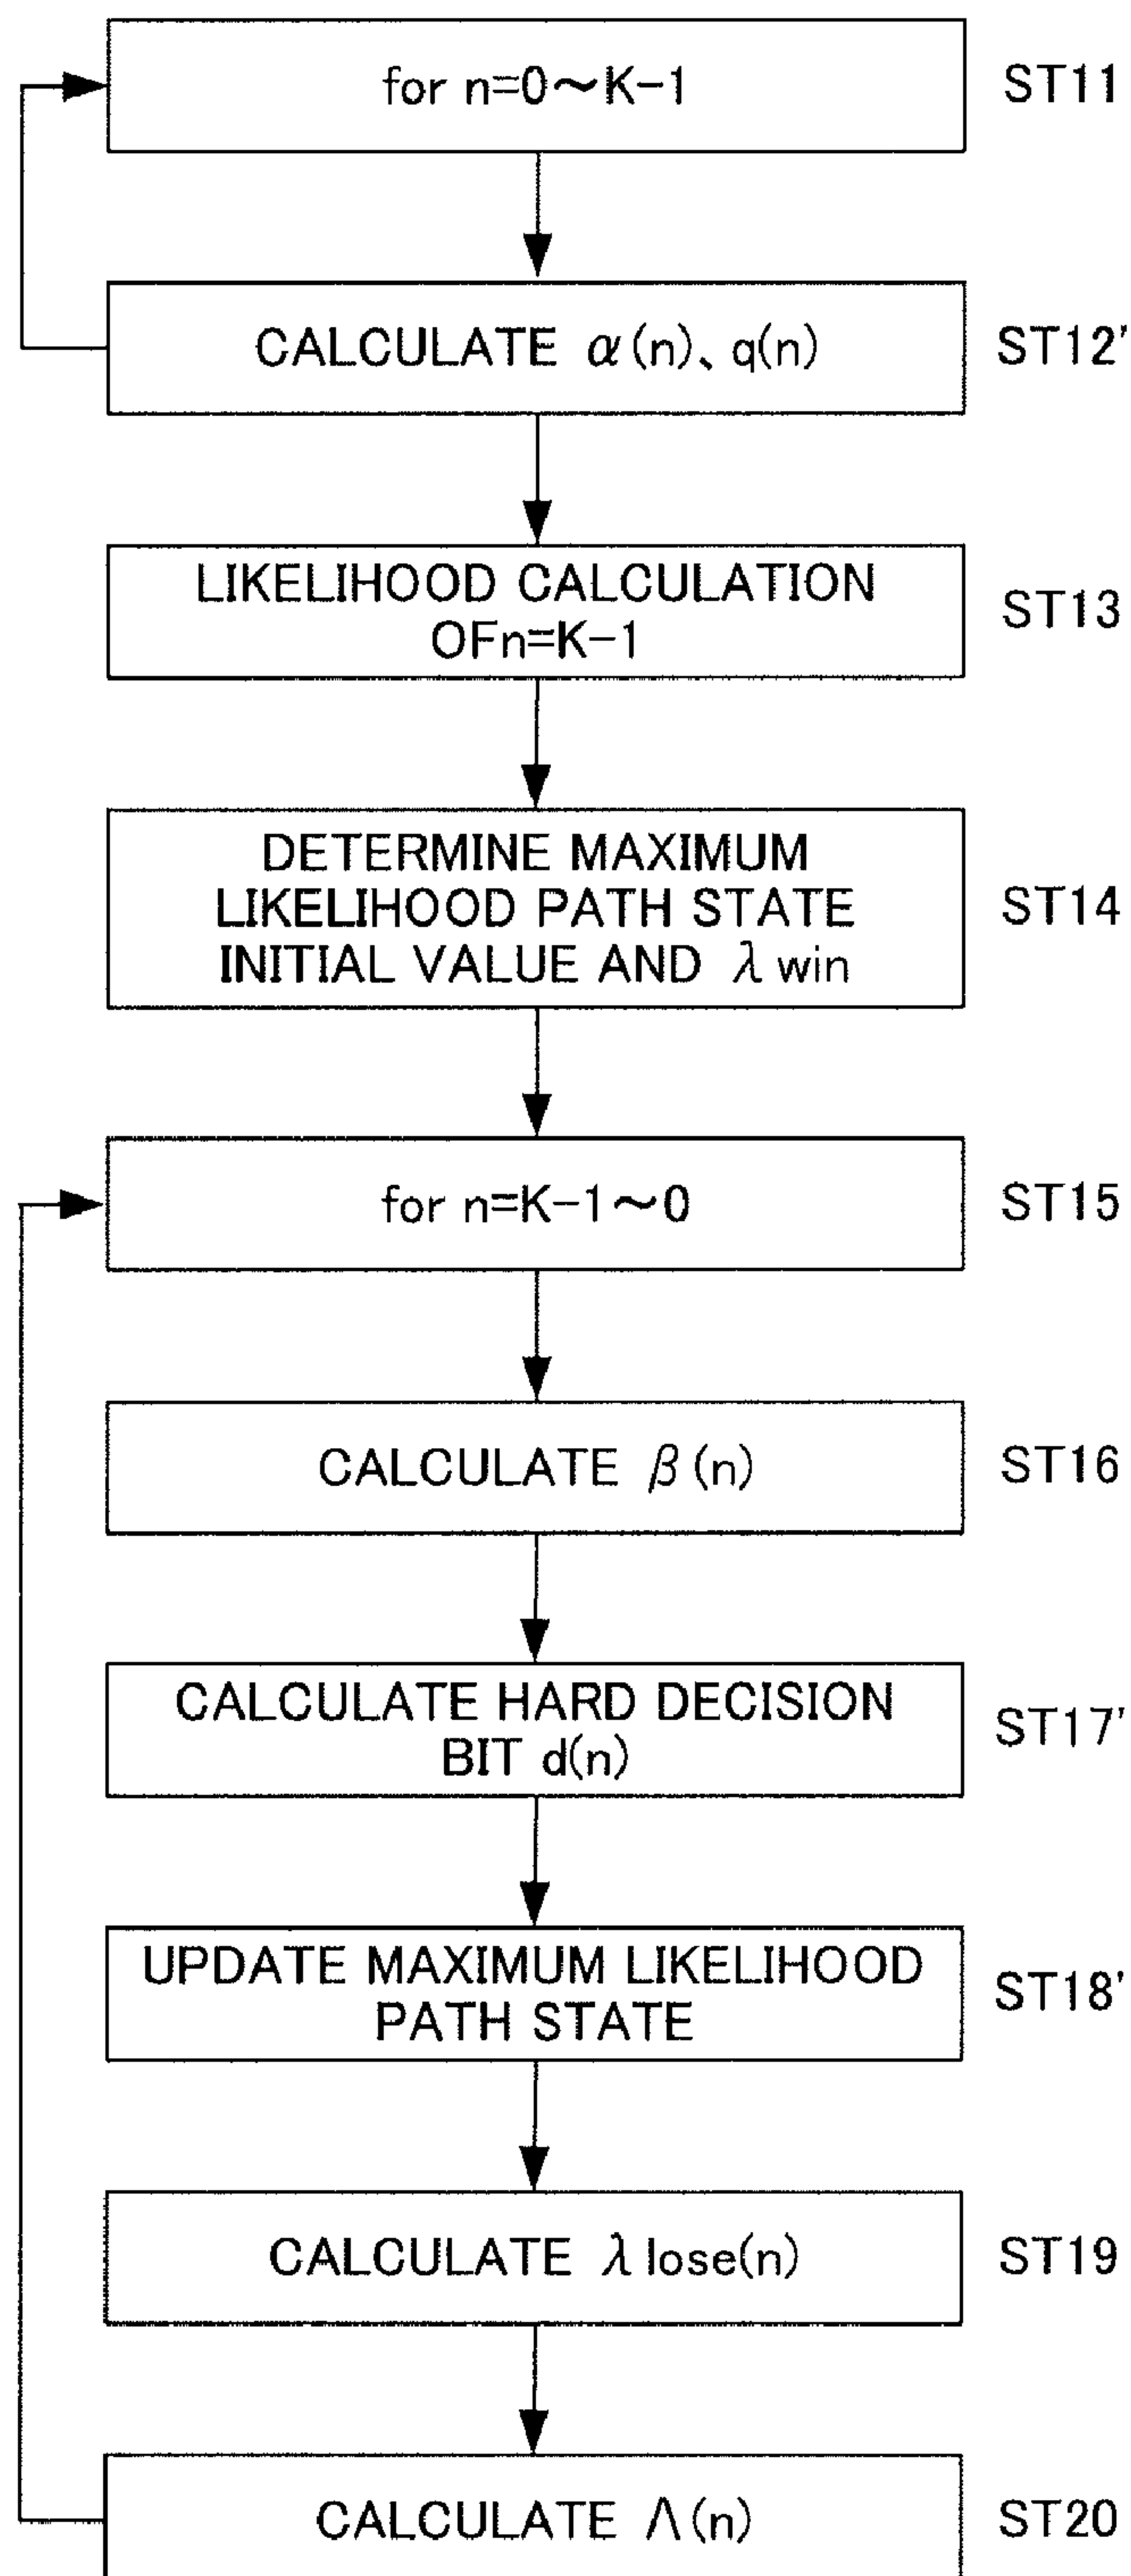 for n=0～K-1
ST11
CALCULATE α(n)、q(n)
ST12'
LIKELIHOOD CALCULATION
OFn=K-1
ST13
DETERMINE MAXIMUM
LIKELIHOOD PATH STATE
INITIAL VALUE AND λ win
ST14
for n=K-1～0
ST15
CALCULATE β(n)
ST16
CALCULATE HARD DECISION
BIT d(n)
ST17'
UPDATE MAXIMUM LIKELIHOOD
PATH STATE
ST18'
CALCULATE λ lose(n)
ST19
CALCULATE Λ(n)
ST20